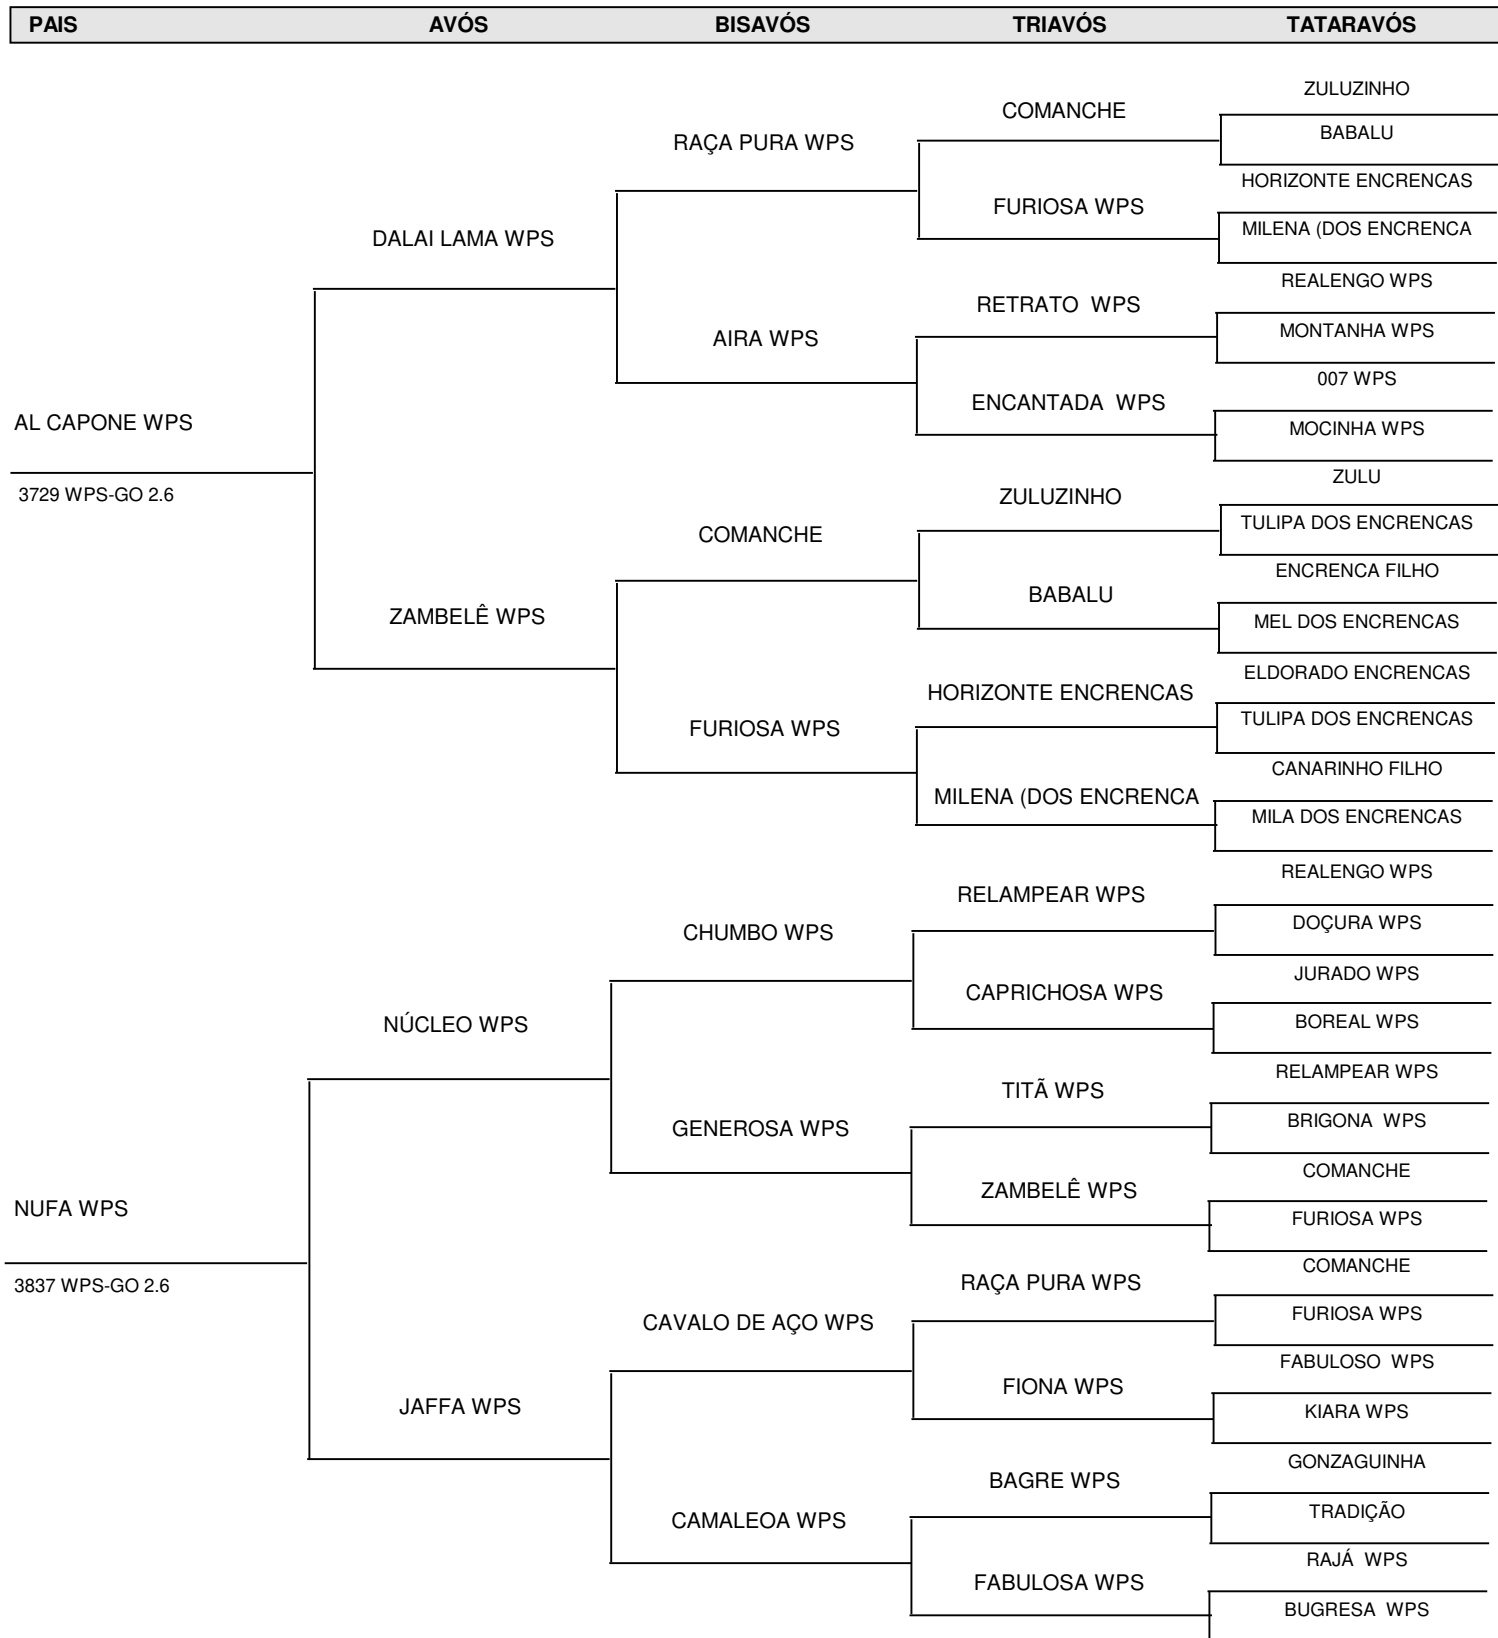 PAIS AVÓS BISAVÓS TRIAVÓS TATARAVÓS
ZULUZINHO
COMANCHE
BABALU
RAÇA PURA WPS
HORIZONTE ENCRENCAS
FURIOSA WPS
MILENA (DOS ENCRENCA
DALAI LAMA WPS
REALENGO WPS
RETRATO WPS
MONTANHA WPS
AIRA WPS
007 WPS
ENCANTADA WPS
AL CAPONE WPS
MOCINHA WPS
ZULU
3729 WPS-GO 2.6
ZULUZINHO
TULIPA DOS ENCRENCAS
COMANCHE
ENCRENCA FILHO
BABALU
ZAMBELÊ WPS
MEL DOS ENCRENCAS
ELDORADO ENCRENCAS
HORIZONTE ENCRENCAS
TULIPA DOS ENCRENCAS
FURIOSA WPS
CANARINHO FILHO
MILENA (DOS ENCRENCA
MILA DOS ENCRENCAS
REALENGO WPS
RELAMPEAR WPS
DOÇURA WPS
CHUMBO WPS
JURADO WPS
CAPRICHOSA WPS
BOREAL WPS
NÚCLEO WPS
RELAMPEAR WPS
TITÃ WPS
BRIGONA WPS
GENEROSA WPS
COMANCHE
ZAMBELÊ WPS
NUFA WPS
FURIOSA WPS
COMANCHE
3837 WPS-GO 2.6
RAÇA PURA WPS
FURIOSA WPS
CAVALO DE AÇO WPS
FABULOSO WPS
FIONA WPS
JAFFA WPS
KIARA WPS
GONZAGUINHA
BAGRE WPS
TRADIÇÃO
CAMALEOA WPS
RAJÁ WPS
FABULOSA WPS
BUGRESA WPS